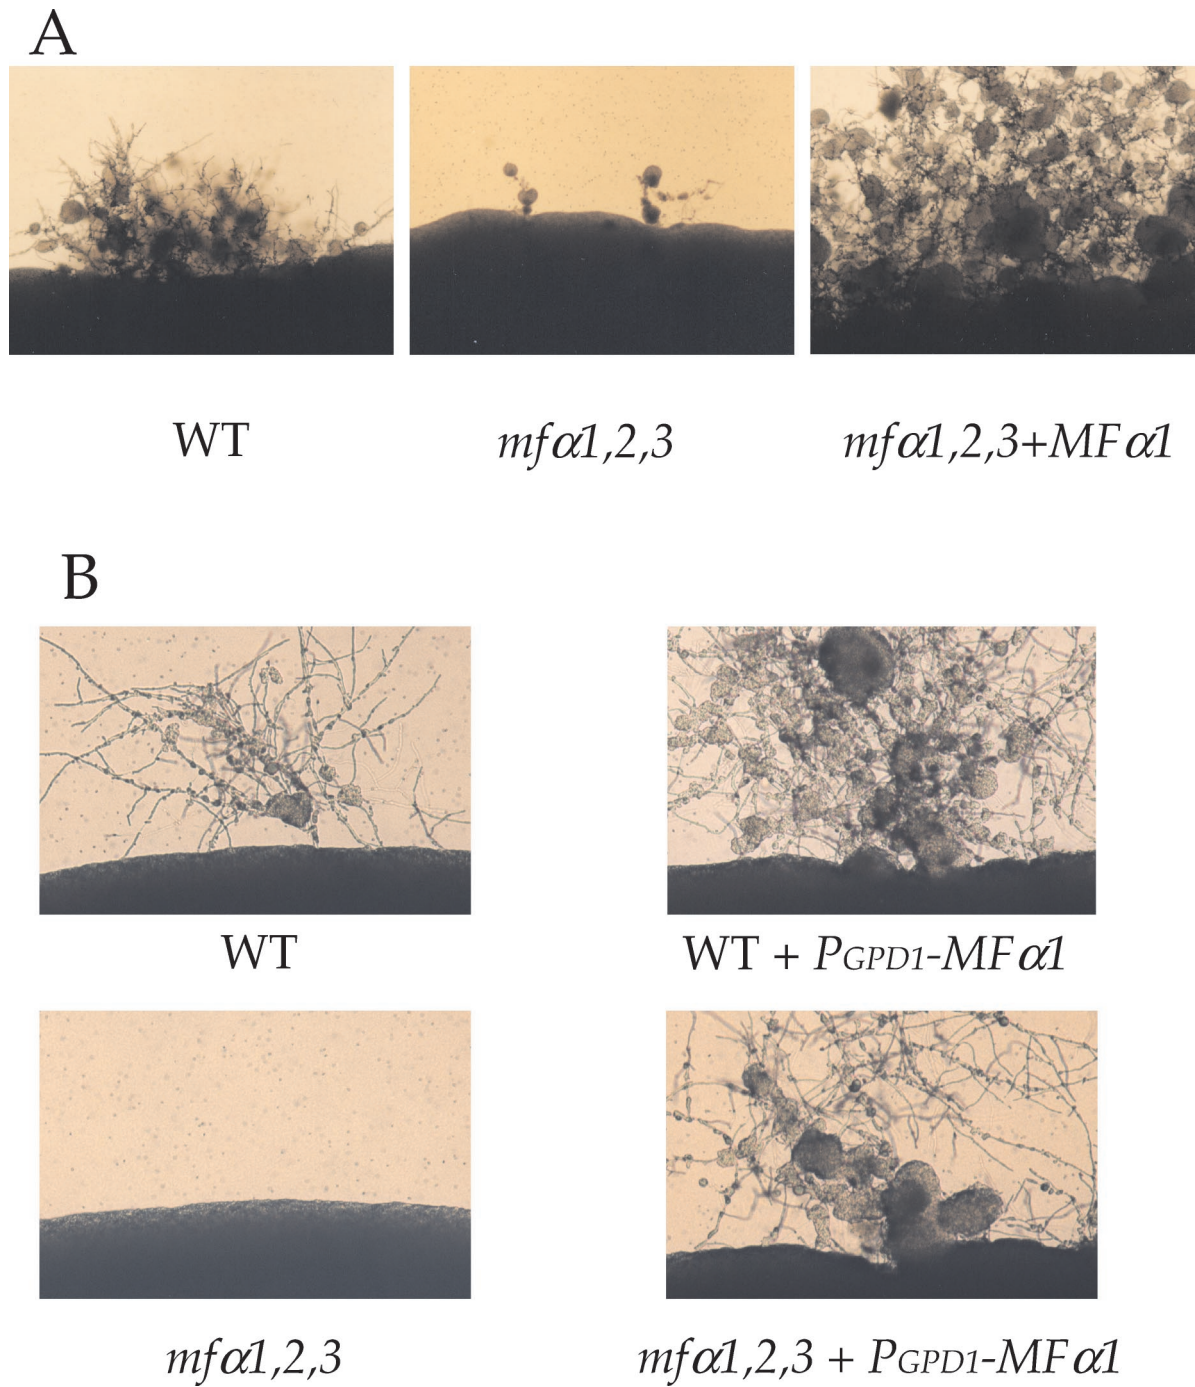 A
WT
mfα1,2,3
mfα1,2,3+MFα1
B
WT
WT + PGPD1-MFα1
mfα1,2,3
mfα1,2,3 + PGPD1-MFα1